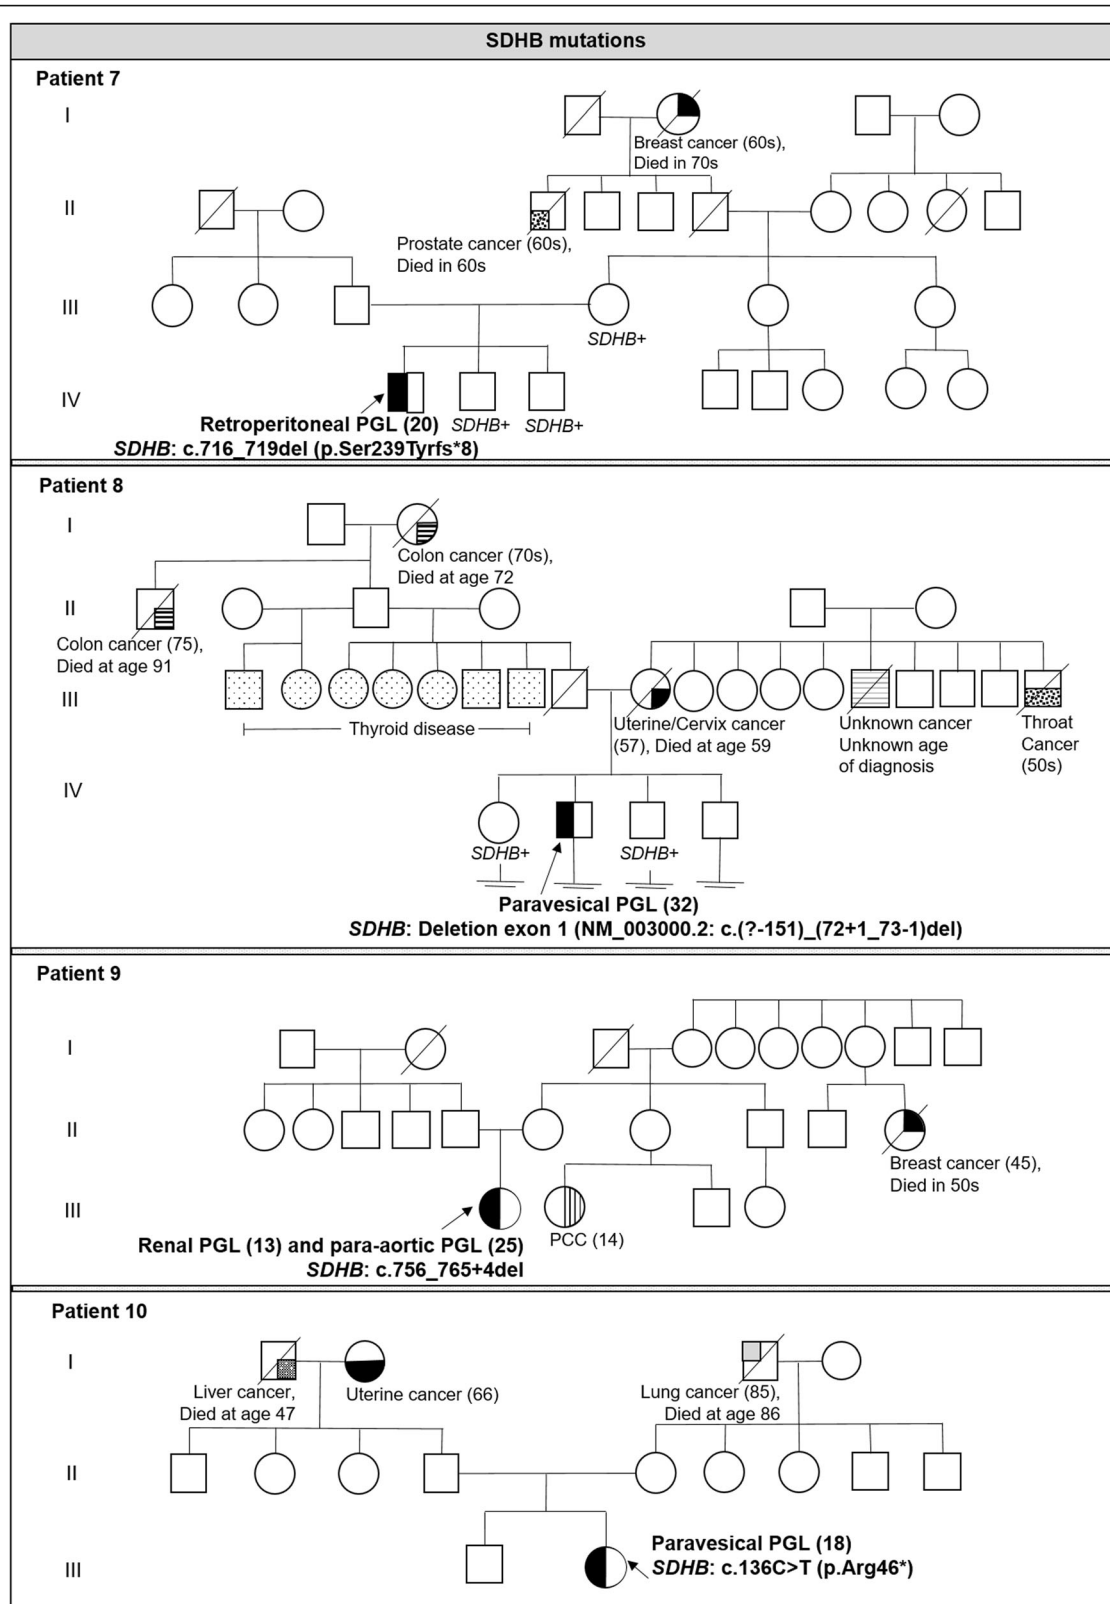 SDHB mutations
Patient 7
I
Breast cancer (60s),
Died in 70s
II
Prostate cancer (60s),
Died in 60s
III
SDHB+
IV
Retroperitoneal PGL (20)
SDHB+
SDHB+
SDHB: c.716_719del (p.Ser239Tyrfs*8)
Patient 8
I
Colon cancer (70s),
Died at age 72
II
Colon cancer (75),
Died at age 91
III
Thyroid disease
Uterine/Cervix cancer
(57), Died at age 59
Unknown cancer
Unknown age
of diagnosis
Throat
Cancer
(50s)
IV
SDHB+
SDHB+
Paravesical PGL (32)
SDHB: Deletion exon 1 (NM_003000.2: c.(?-151)_(72+1_73-1)del)
Patient 9
I
II
Breast cancer (45),
Died in 50s
III
PCC (14)
Renal PGL (13) and para-aortic PGL (25)
SDHB: c.756_765+4del
Patient 10
I
Liver cancer,
Died at age 47
Uterine cancer (66)
Lung cancer (85),
Died at age 86
II
III
Paravesical PGL (18)
SDHB: c.136C>T (p.Arg46*)